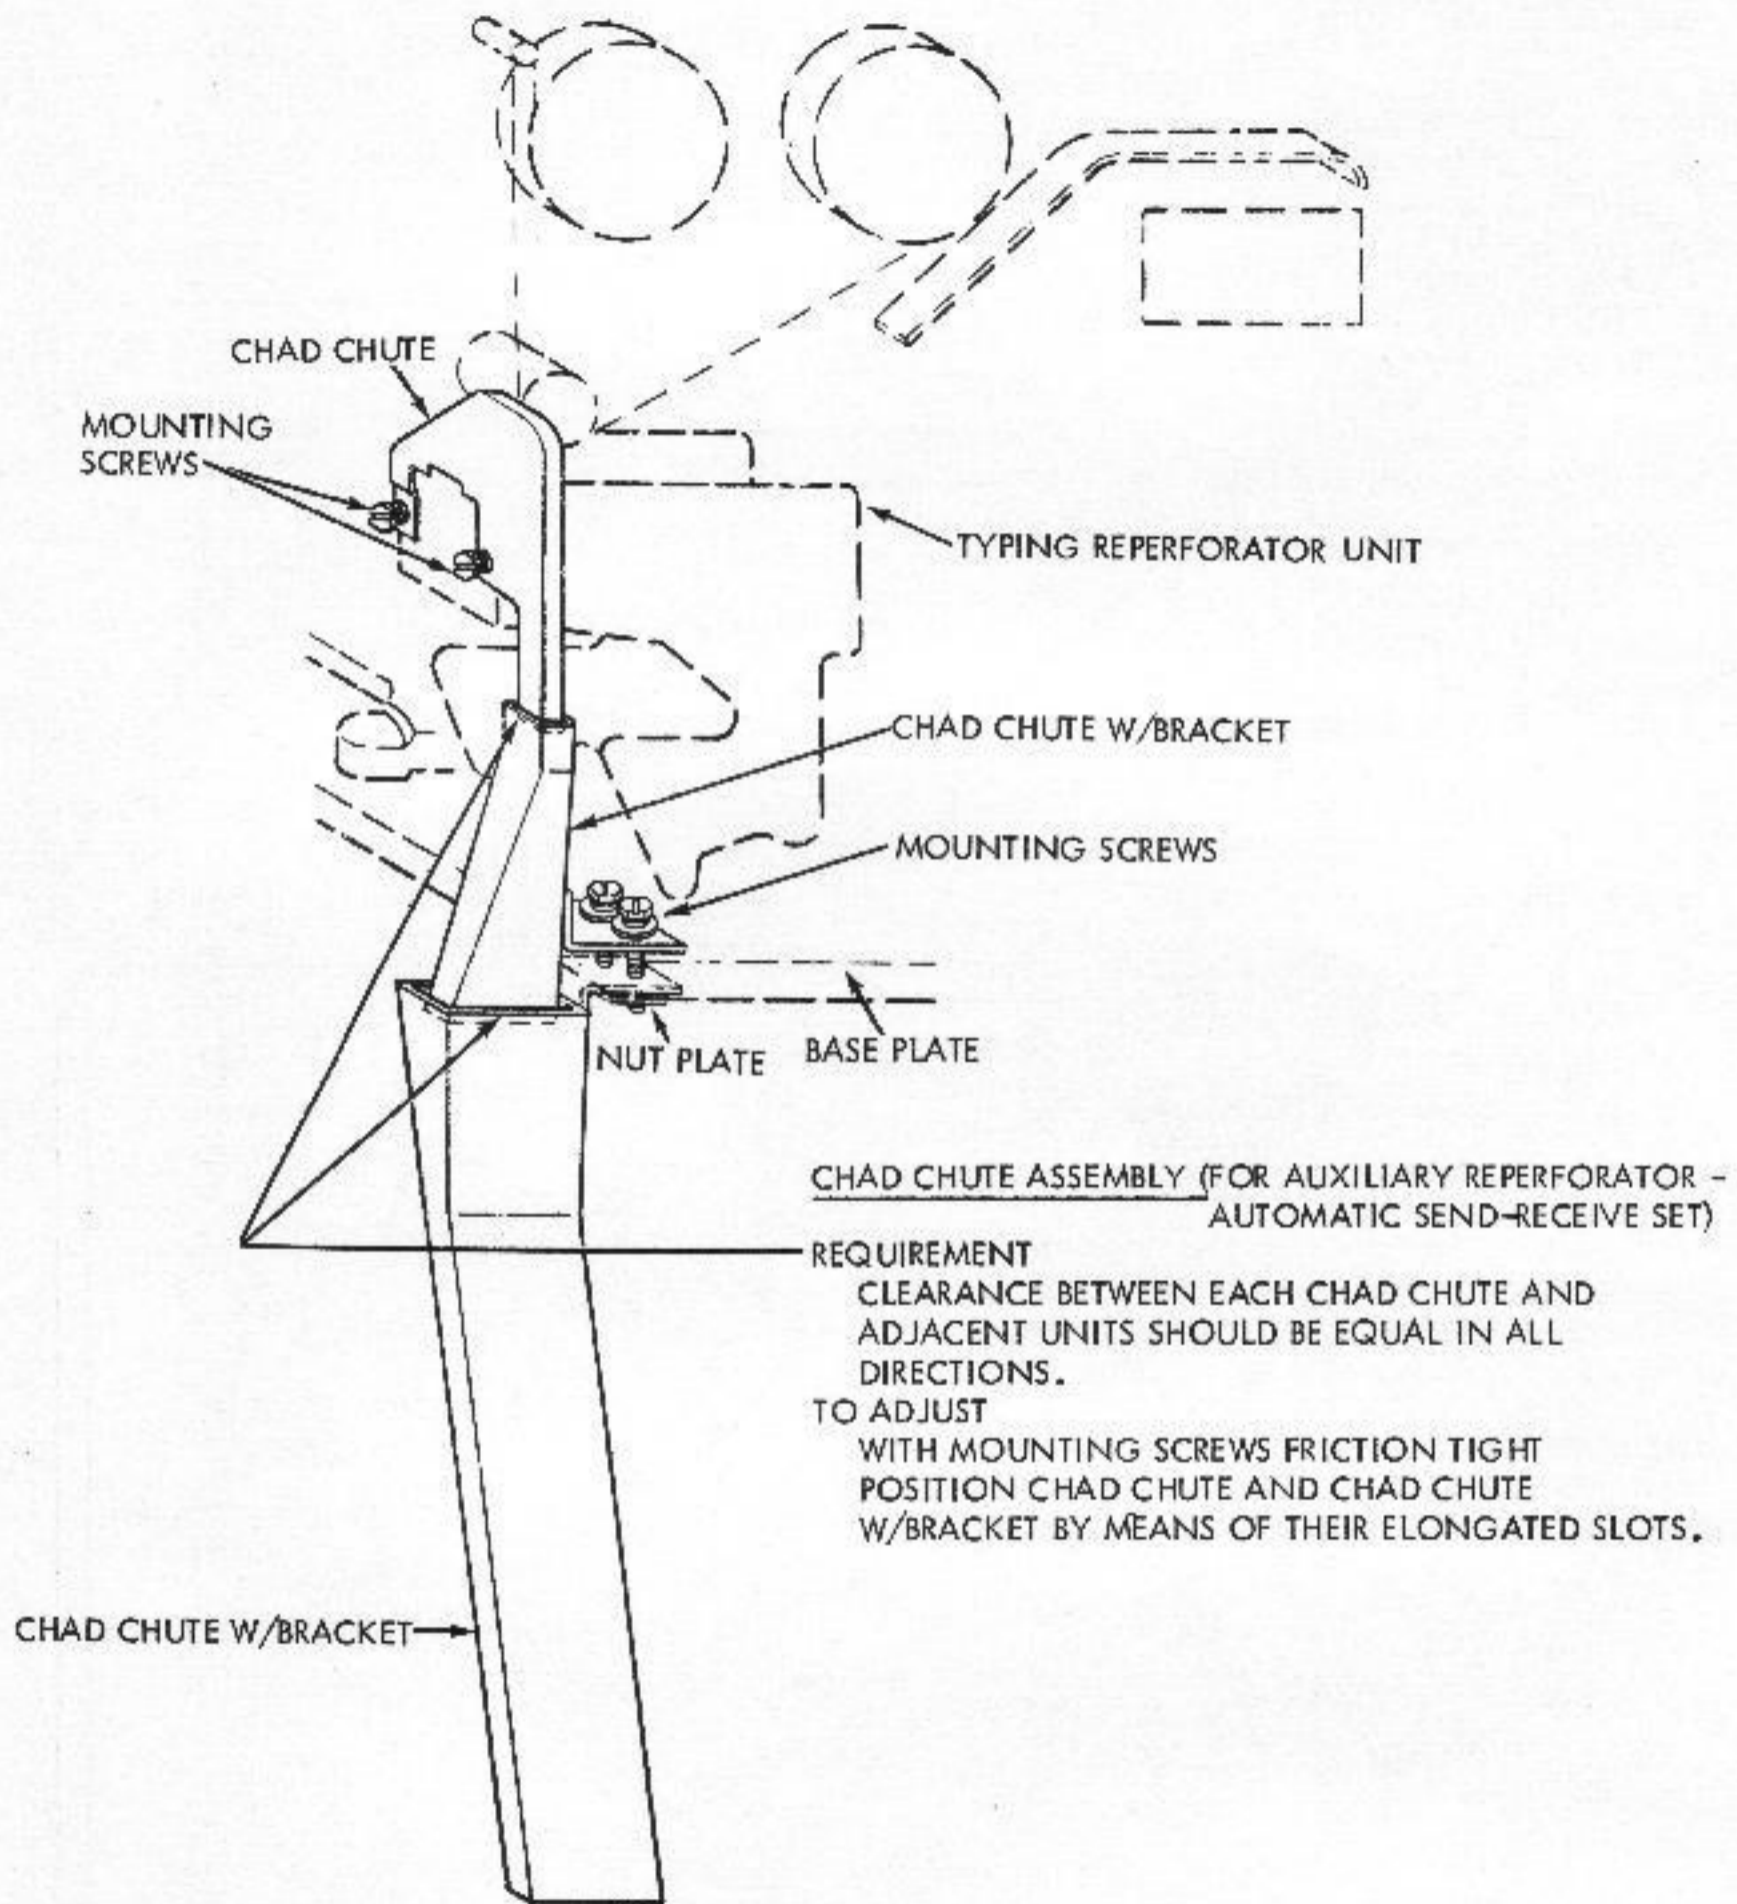 CHAD CHUTE
MOUNTING
SCREWS
TYPING REPERFORATOR UNIT
CHAD CHUTE W/BRACKET
MOUNTING SCREWS
NUT PLATE
BASE PLATE
CHAD CHUTE ASSEMBLY (FOR AUXILIARY REPERFORATOR -
AUTOMATIC SEND-RECEIVE SET)
REQUIREMENT
CLEARANCE BETWEEN EACH CHAD CHUTE AND
ADJACENT UNITS SHOULD BE EQUAL IN ALL
DIRECTIONS.
TO ADJUST
WITH MOUNTING SCREWS FRICTION TIGHT
POSITION CHAD CHUTE AND CHAD CHUTE
W/BRACKET BY MEANS OF THEIR ELONGATED SLOTS.
CHAD CHUTE W/BRACKET